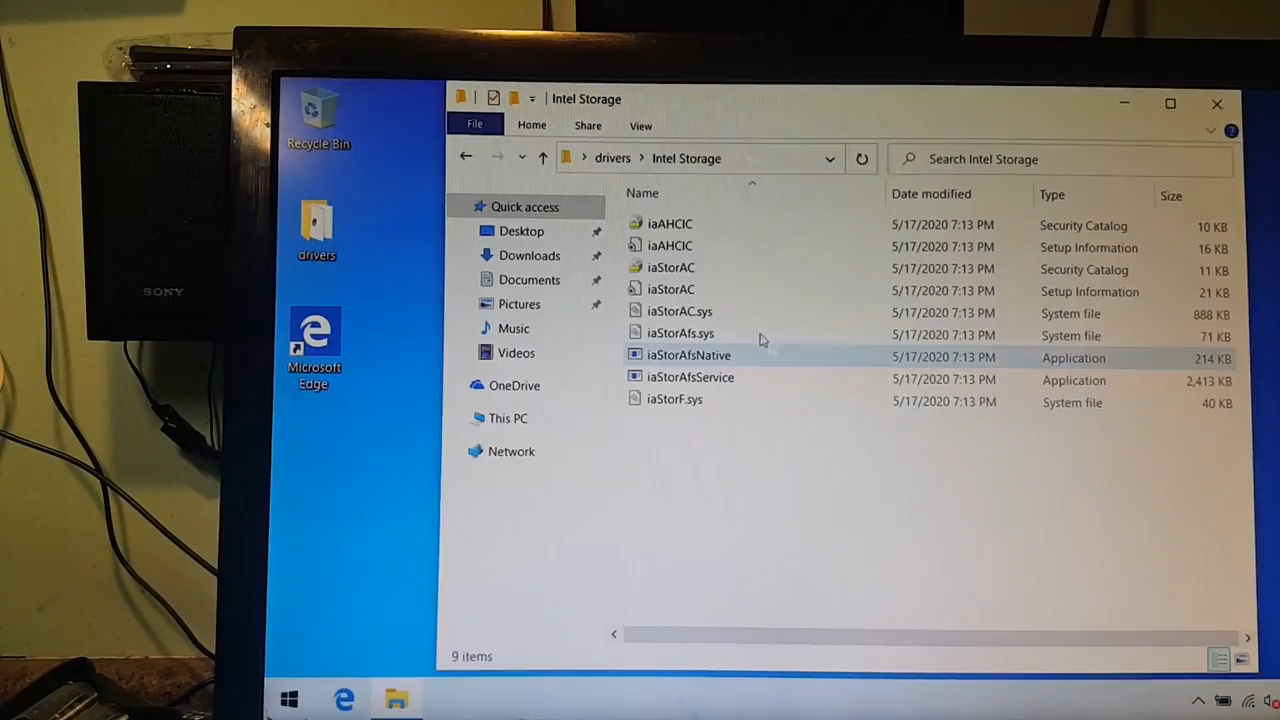 Intel Storage
File Home Share View
drivers Intel Storage
Search Intel Storage
Recycle Bin
drivers
Microsoft
Edge
SONY
Quick access
Desktop
Downloads
Documents
Pictures
Music
Videos
OneDrive
This PC
Network
Name Date modified Type Size
iaAHCIC 5/17/2020 7:13 PM Security Catalog 10 KB
iaAHCIC 5/17/2020 7:13 PM Setup Information 16 KB
iaStorAC 5/17/2020 7:13 PM Security Catalog 11 KB
iaStorAC 5/17/2020 7:13 PM Setup Information 21 KB
iaStorAC.sys 5/17/2020 7:13 PM System file 888 KB
iaStorAfs.sys 5/17/2020 7:13 PM System file 71 KB
iaStorAfsNative 5/17/2020 7:13 PM Application 214 KB
iaStorAfsService 5/17/2020 7:13 PM Application 2,413 KB
iaStorF.sys 5/17/2020 7:13 PM System file 40 KB
9 items